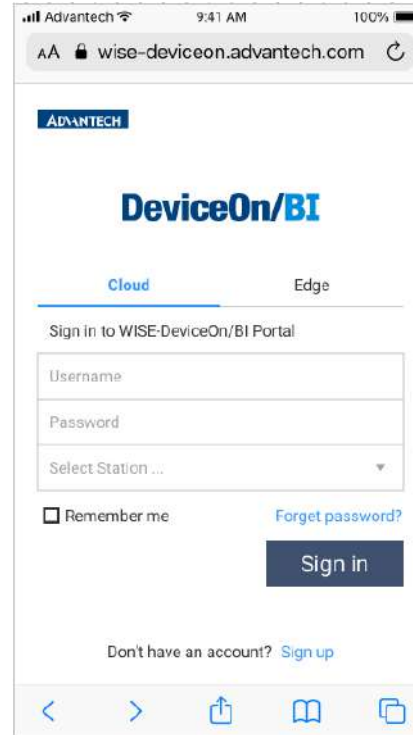 Advantech 9:41 AM 100%
AA wise-deviceon.advantech.com
ADVANTECH
DeviceOn/BI
Cloud Edge
Sign in to WISE-DeviceOn/BI Portal
Username
Password
Select Station ...
Remember me Forget password?
Sign in
Don't have an account? Sign up